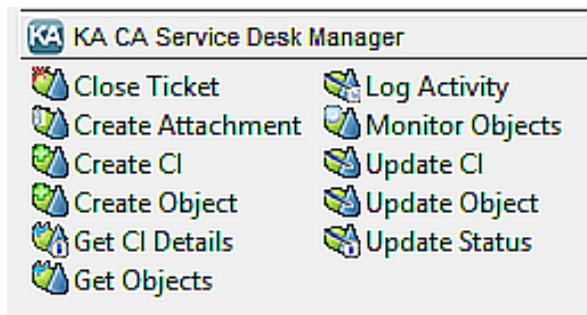 KA KA CA Service Desk Manager
Close Ticket
Create Attachment
Create CI
Create Object
Get CI Details
Get Objects
Log Activity
Monitor Objects
Update CI
Update Object
Update Status